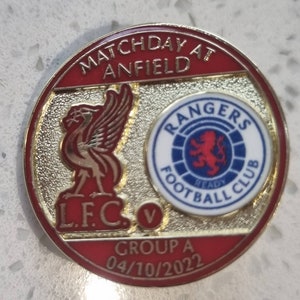 MATCHDAY AT
ANFIELD
RANGERS
READY
FOOTBALL CLUB
L.F.C. V
GROUP A
04/10/2022